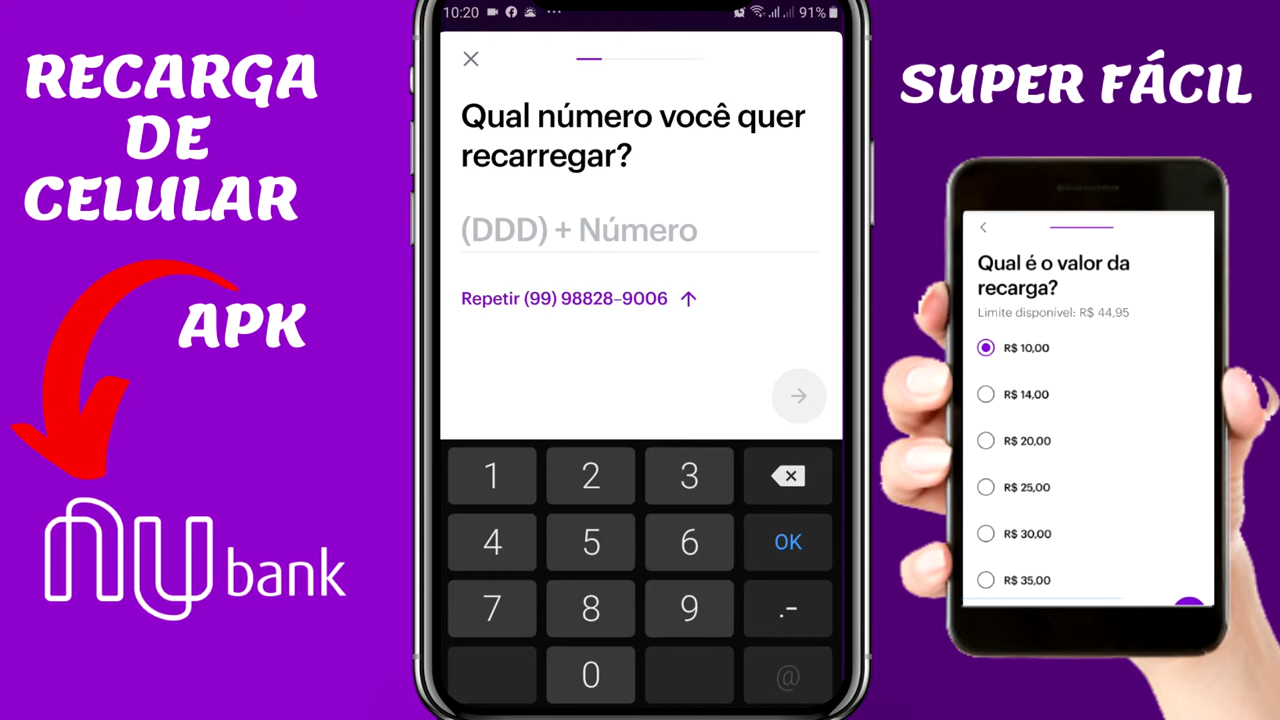 RECARGA
DE
CELULAR
APK
nubank
10:20
91%
Qual número você quer
recarregar?
(DDD) + Número
Repetir (99) 98828-9006 ↑
1 2 3
4 5 6 OK
7 8 9 .-
0 @
SUPER FÁCIL
Qual é o valor da
recarga?
Limite disponível: R$ 44,95
R$ 10,00
R$ 14,00
R$ 20,00
R$ 25,00
R$ 30,00
R$ 35,00